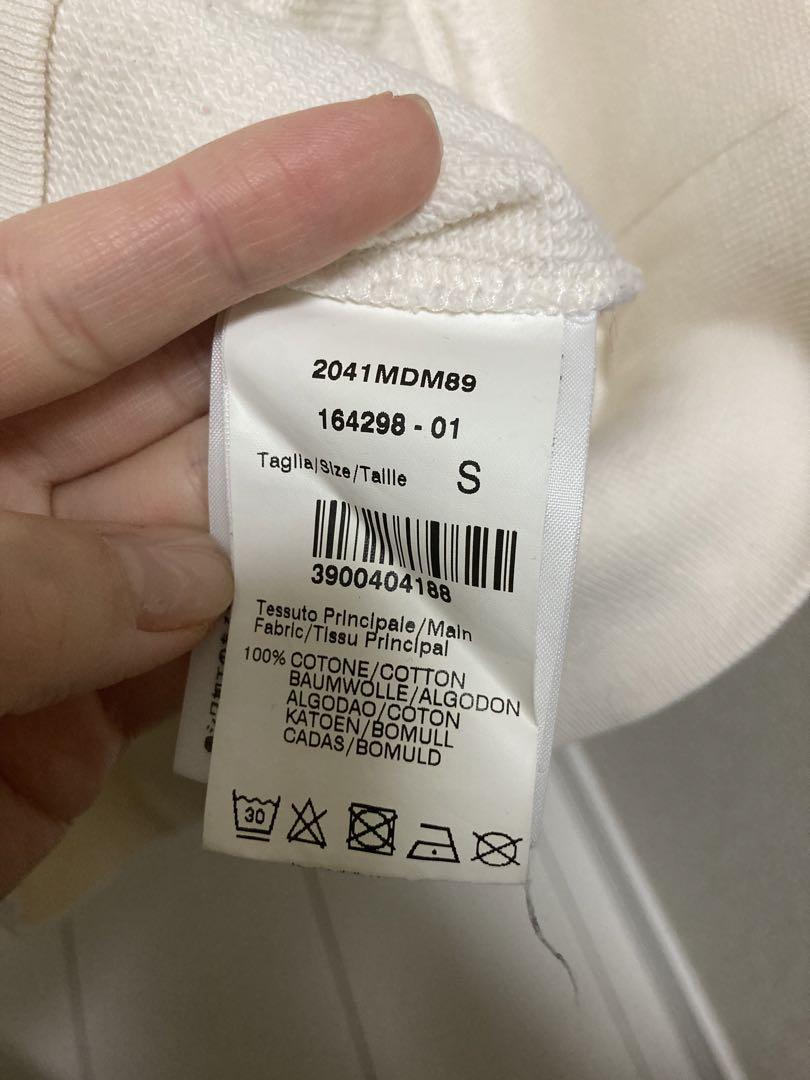 2041MDM89
164298 - 01
Taglia/Size/Taille S
3900404188
Tessuto Principale/Main
Fabric/Tissu Principal
100% COTONE/COTTON
BAUMWOLLE/ALGODON
ALGODAO/COTON
KATOEN/BOMULL
CADAS/BOMULD
30